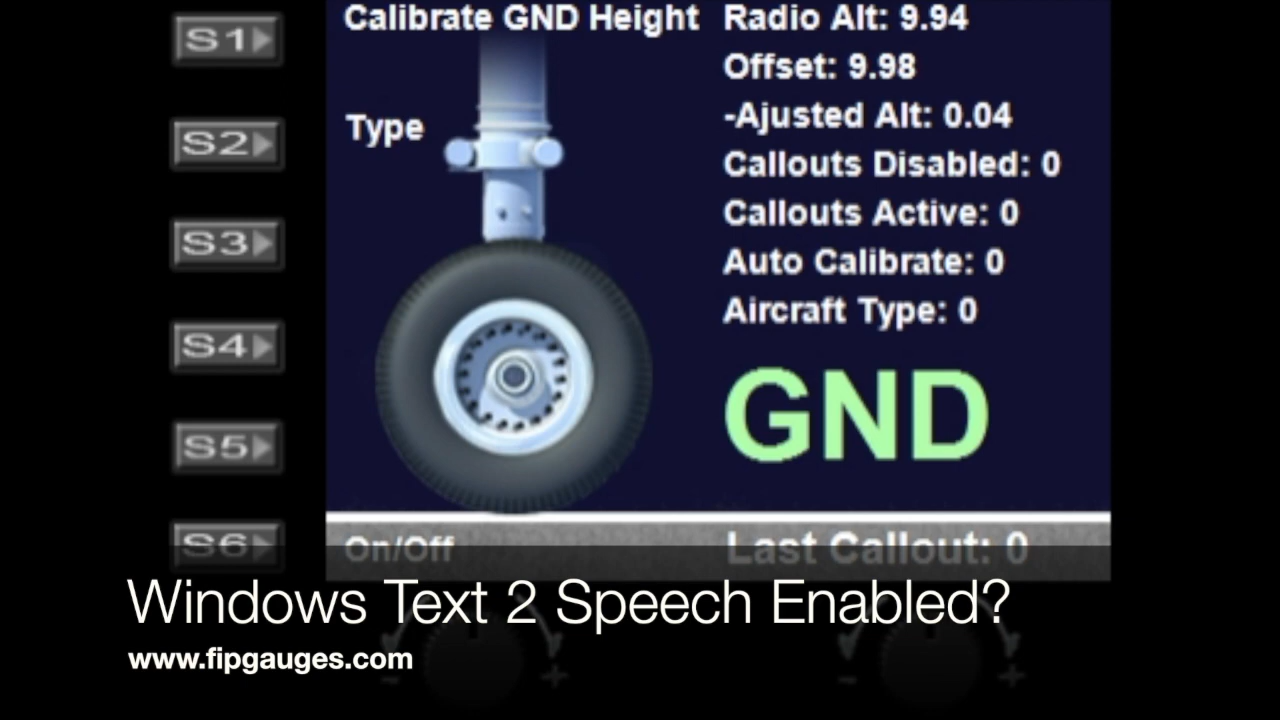 S1
Calibrate GND Height
Radio Alt: 9.94
Offset: 9.98
Type
-Ajusted Alt: 0.04
S2
Callouts Disabled: 0
Callouts Active: 0
S3
Auto Calibrate: 0
Aircraft Type: 0
S4
GND
S5
S6
On/Off
Last Callout: 0
Windows Text 2 Speech Enabled?
www.fipgauges.com
- +
- +